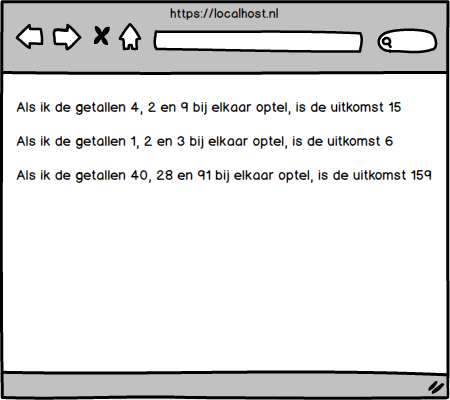 https://localhost.nl
Als ik de getallen 4, 2 en 9 bij elkaar optel, is de uitkomst 15
Als ik de getallen 1, 2 en 3 bij elkaar optel, is de uitkomst 6
Als ik de getallen 40, 28 en 91 bij elkaar optel, is de uitkomst 159